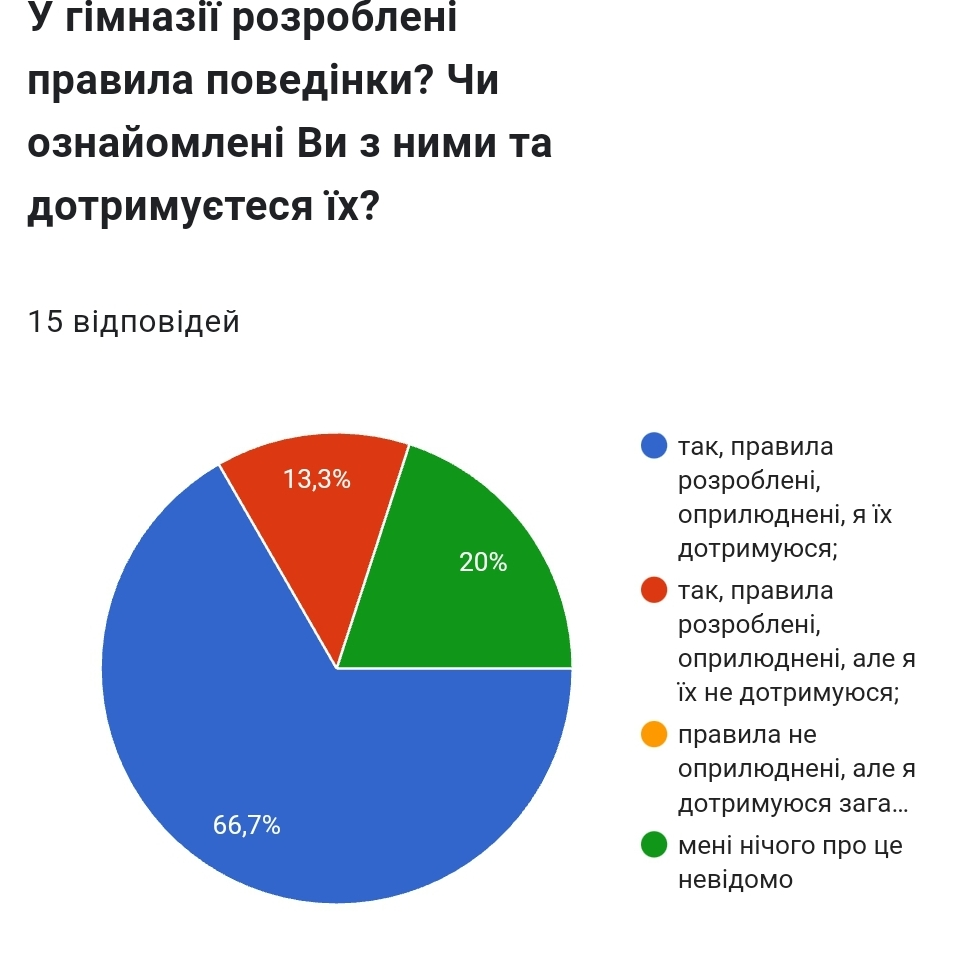 У гімназії розроблені
правила поведінки? Чи
ознайомлені Ви з ними та
дотримуєтеся їх?
15 відповідей
13,3%
20%
66,7%
так, правила
розроблені,
оприлюднені, я їх
дотримуюся;
так, правила
розроблені,
оприлюднені, але я
їх не дотримуюся;
правила не
оприлюднені, але я
дотримуюся зага...
мені нічого про це
невідомо